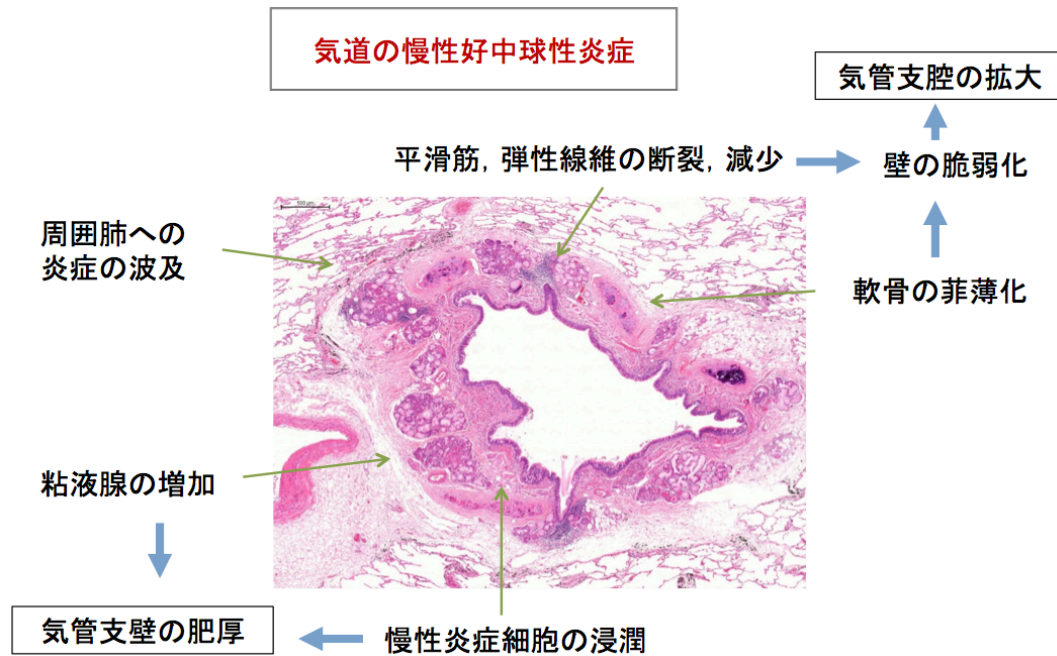 気道の慢性好中球性炎症
気管支腔の拡大
平滑筋，弾性線維の断裂，減少
壁の脆弱化
周囲肺への
炎症の波及
軟骨の菲薄化
粘液腺の増加
気管支壁の肥厚
慢性炎症細胞の浸潤